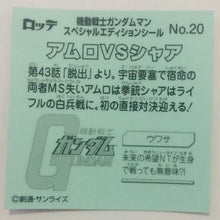 ロッテ
機動戦士ガンダムマン
スペシャルエディションシール
No.20
アムロVSシャア
第43話「脱出」より。宇宙要塞で宿命の
両者MS失いアムロは拳銃シャアはライ
フルの白兵戦に。初の直接対決迎える!
機動戦士
ガンダム
GUNDAM
ウワサ
未来の希望NTが生身
で戦っても無意味?!
©創通・サンライズ